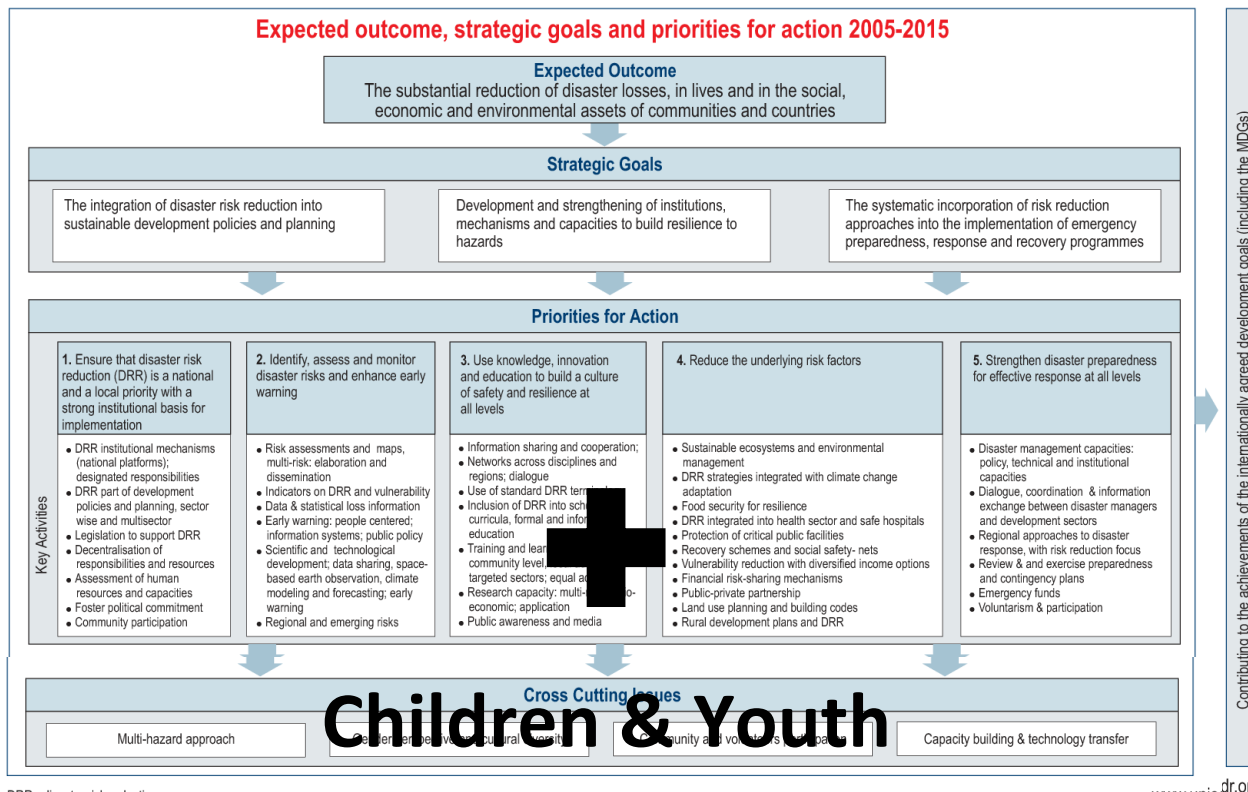 Expected outcome, strategic goals and priorities for action 2005-2015
Expected Outcome
The substantial reduction of disaster losses, in lives and in the social,
economic and environmental assets of communities and countries
Strategic Goals
The integration of disaster risk reduction into
sustainable development policies and planning
Development and strengthening of institutions,
mechanisms and capacities to build resilience to
hazards
The systematic incorporation of risk reduction
approaches into the implementation of emergency
preparedness, response and recovery programmes
Priorities for Action
Key Activities
1. Ensure that disaster risk
reduction (DRR) is a national
and a local priority with a
strong institutional basis for
implementation
• DRR institutional mechanisms
(national platforms);
designated responsibilities
• DRR part of development
policies and planning, sector
wise and multisector
• Legislation to support DRR
• Decentralisation of
responsibilities and resources
• Assessment of human
resources and capacities
• Foster political commitment
• Community participation
2. Identify, assess and monitor
disaster risks and enhance early
warning
• Risk assessments and maps,
multi-risk: elaboration and
dissemination
• Indicators on DRR and vulnerability
• Data & statistical loss information
• Early warning: people centered;
information systems; public policy
• Scientific and technological
development; data sharing, space-
based earth observation, climate
modeling and forecasting; early
warning
• Regional and emerging risks
3. Use knowledge, innovation
and education to build a culture
of safety and resilience at
all levels
• Information sharing and cooperation;
• Networks across disciplines and
regions; dialogue
• Use of standard DRR
• Inclusion of DRR into
curricula, formal and
education
• Training and
community level,
targeted sectors; equal
• Research capacity:
economic; application
• Public awareness and media
4. Reduce the underlying risk factors
• Sustainable ecosystems and environmental
management
• DRR strategies integrated with climate change
adaptation
• Food security for resilience
• DRR integrated into health sector and safe hospitals
• Protection of critical public facilities
• Recovery schemes and social safety- nets
• Vulnerability reduction with diversified income options
• Financial risk-sharing mechanisms
• Public-private partnership
• Land use planning and building codes
• Rural development plans and DRR
5. Strengthen disaster preparedness
for effective response at all levels
• Disaster management capacities:
policy, technical and institutional
capacities
• Dialogue, coordination & information
exchange between disaster managers
and development sectors
• Regional approaches to disaster
response, with risk reduction focus
• Review & and exercise preparedness
and contingency plans
• Emergency funds
• Voluntarism & participation
Cross Cutting Issues
Children & Youth
Multi-hazard approach
Capacity building & technology transfer
Contributing to the achievements of the internationally agreed development goals (including the MDGs)